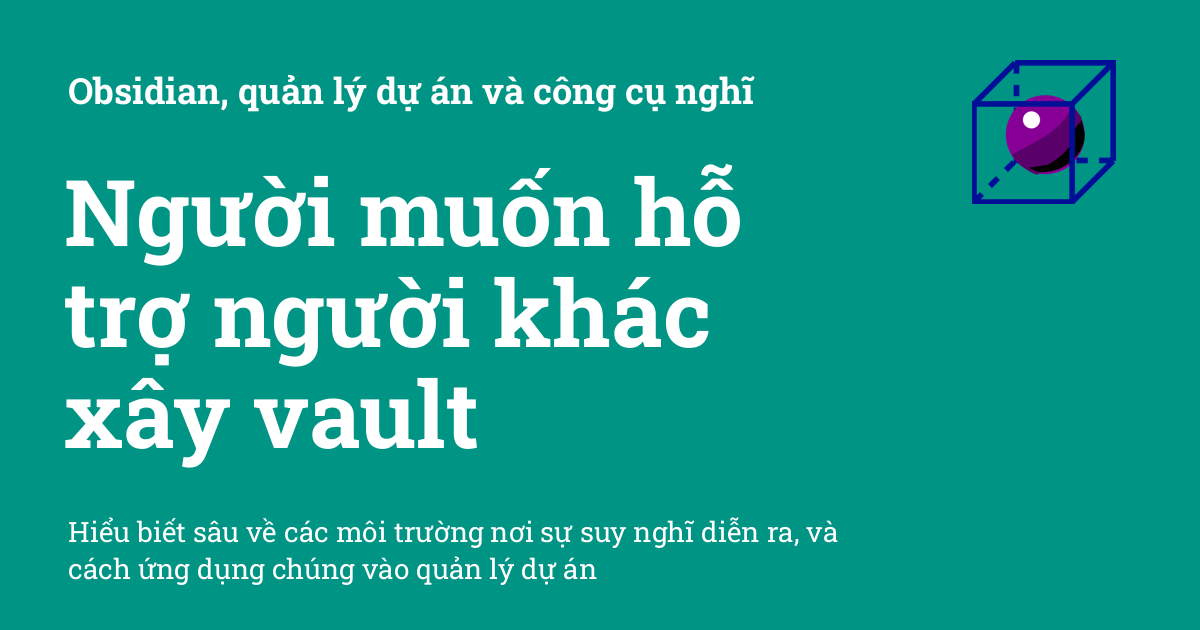 Obsidian, quản lý dự án và công cụ nghĩ
Người muốn hỗ
trợ người khác
xây vault
Hiểu biết sâu về các môi trường nơi sự suy nghĩ diễn ra, và
cách ứng dụng chúng vào quản lý dự án